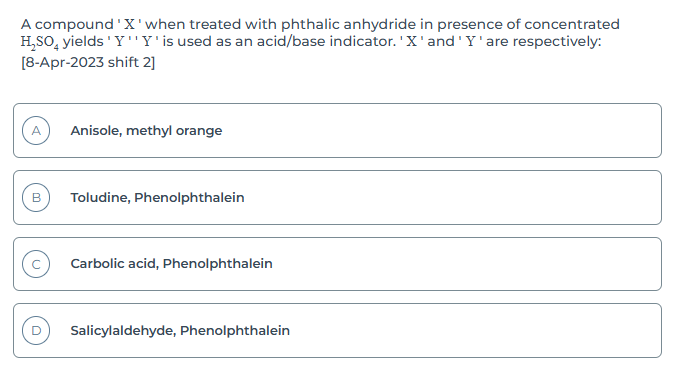 A compound ' X ' when treated with phthalic anhydride in presence of concentrated
H₂SO₄ yields ' Y ' ' Y ' is used as an acid/base indicator. ' X ' and ' Y ' are respectively:
[8-Apr-2023 shift 2]
A Anisole, methyl orange
B Toludine, Phenolphthalein
C Carbolic acid, Phenolphthalein
D Salicylaldehyde, Phenolphthalein